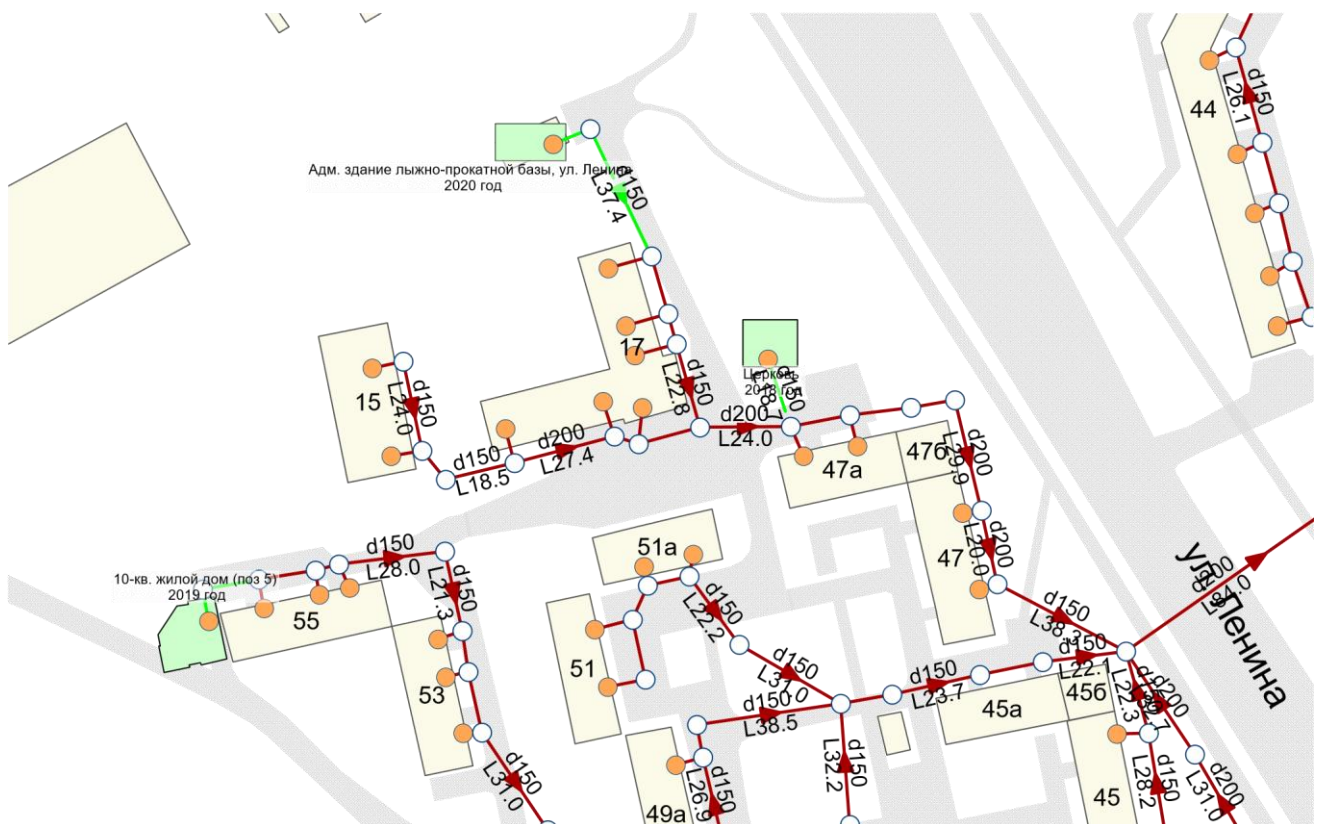 d150
L26.1
44
Адм. здание лыжно-прокатной базы, ул. Ленина
2020 год
d150
L37.4
17
d150
L22.8
Церковь
2018 год
d150
15
d150
L24.0
d150
L18.5
d200
L27.4
d200
L24.0
47а
47б
d200
L29.9
47
d200
L20.0
51а
10-кв. жилой дом (поз 5)
2019 год
d150
L28.0
55
d150
L21.3
53
d150
L31.0
51
d150
L22.2
d150
L31.0
d150
L38.5
d150
L23.7
d150
L38.3
d150
ул. Ленина
45а
45б
L22.3
d200
45
d150
L28.2
d200
d150
L32.2
49а
d150
L26.9